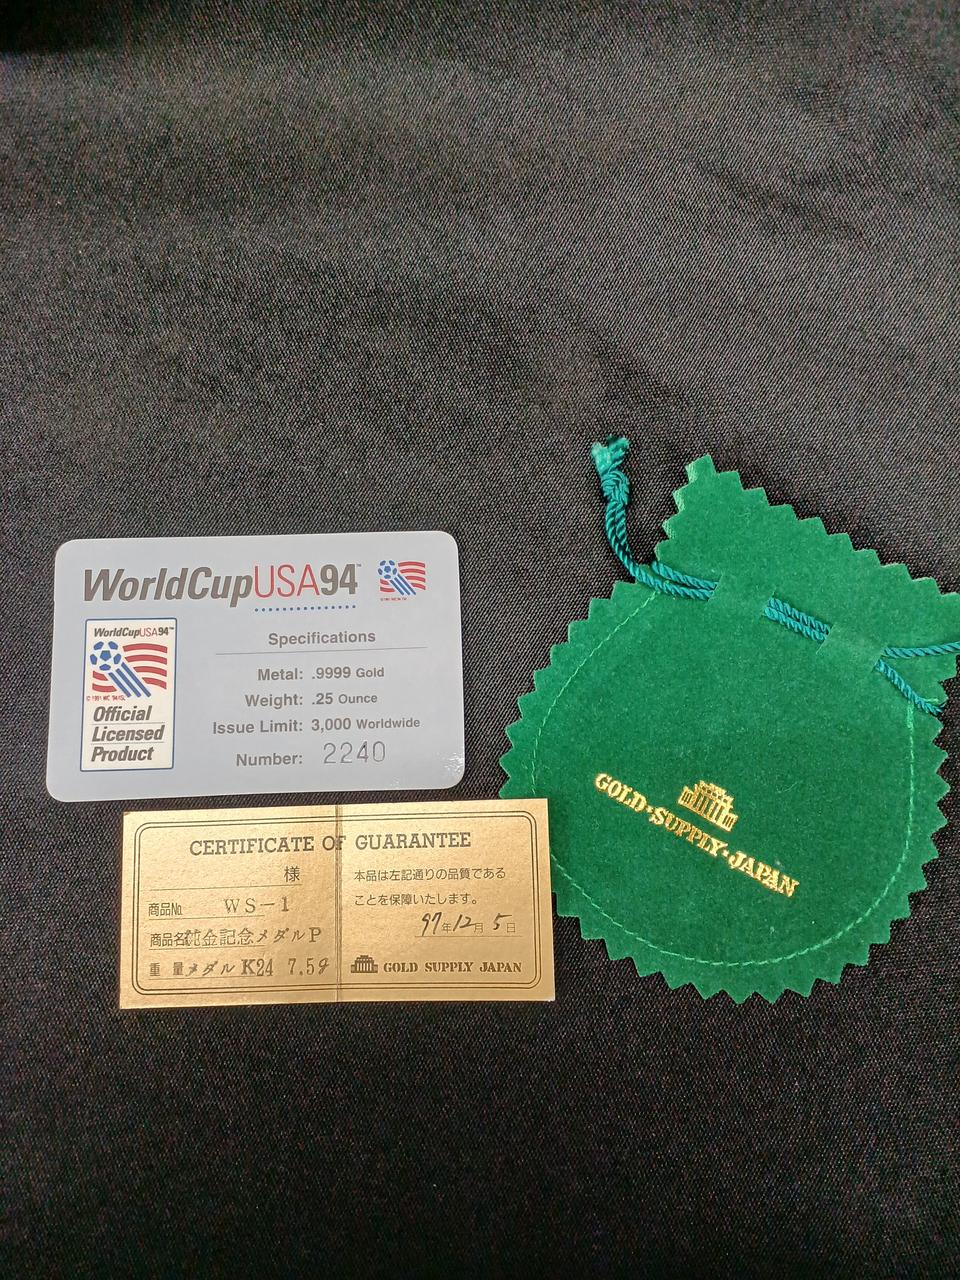 WorldCupUSA94™
WorldCupUSA94™
Official
Licensed
Product
Specifications
Metal: .9999 Gold
Weight: .25 Ounce
Issue Limit: 3,000 Worldwide
Number: 2240
CERTIFICATE OF GUARANTEE
様
商品№ WS-1
商品名 純金記念メダルP
重量 メダル K24 7.5g
本品は左記通りの品質である
ことを保障いたします。
97年12月5日
GOLD SUPPLY JAPAN
GOLD·SUPPLY·JAPAN